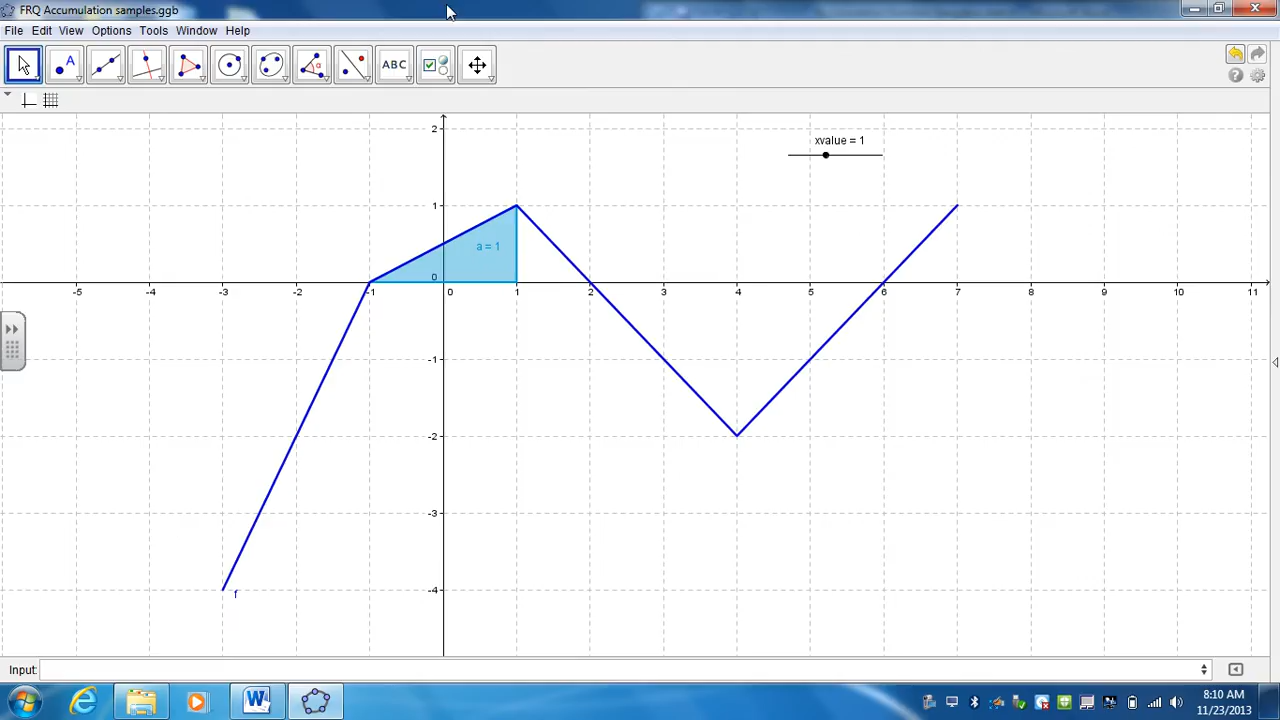 FRQ Accumulation samples.ggb
File Edit View Options Tools Window Help
A
α
ABC
2
xvalue = 1
1
a = 1
0
-5 -4 -3 -2 -1 0 1 2 3 4 5 6 7 8 9 10 11
-1
-2
-3
-4
f
Input:
8:10 AM
11/23/2013